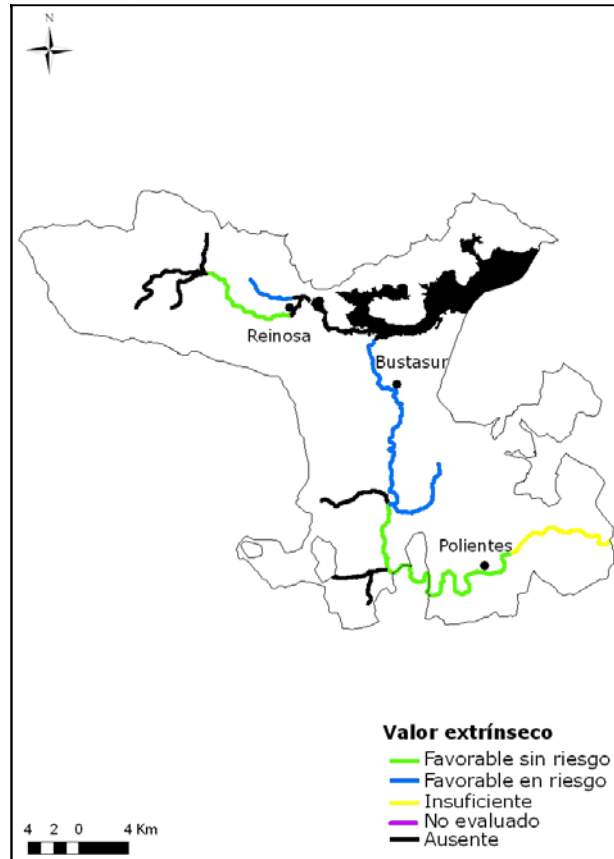 N
Reinosa
Bustasur
Polientes
Valor extrínseco
Favorable sin riesgo
Favorable en riesgo
Insuficiente
No evaluado
Ausente
4 2 0 4 Km